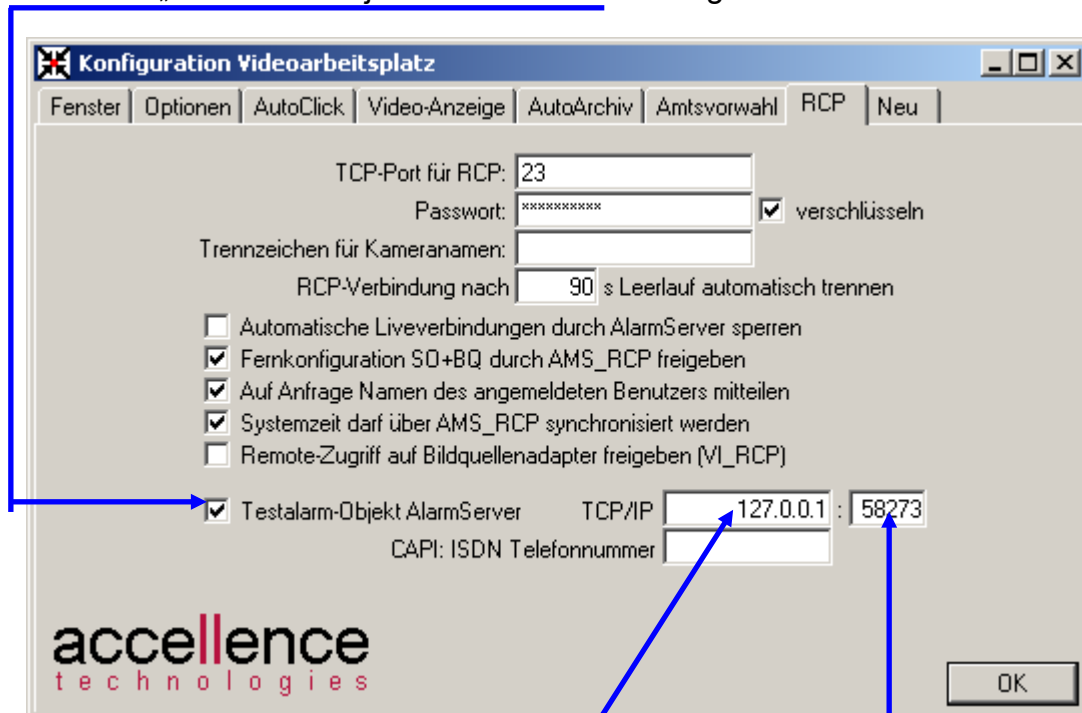 Konfiguration Videoarbeitsplatz
Fenster Optionen AutoClick Video-Anzeige AutoArchiv Amtsvorwahl RCP Neu
TCP-Port für RCP: 23
Passwort: ********** verschlüsseln
Trennzeichen für Kameranamen:
RCP-Verbindung nach 90 s Leerlauf automatisch trennen
Automatische Liveverbindungen durch AlarmServer sperren
Fernkonfiguration SO+BQ durch AMS_RCP freigeben
Auf Anfrage Namen des angemeldeten Benutzers mitteilen
Systemzeit darf über AMS_RCP synchronisiert werden
Remote-Zugriff auf Bildquellenadapter freigeben (VI_RCP)
Testalarm-Objekt AlarmServer TCP/IP 127.0.0.1 : 58273
CAPI: ISDN Telefonnummer
accellence
technologies
OK